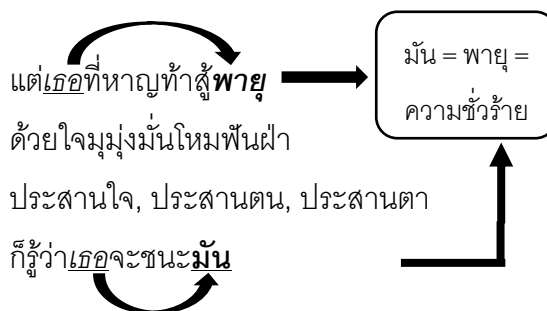 แต่เธอที่หาญท้าสู้พายุ
ด้วยใจมุมุ่งมั่นโหมฟันฝ่า
ประสานใจ, ประสานตน, ประสานตา
ก็รู้ว่าเธอจะชนะมัน
มัน = พายุ =
ความชั่วร้าย